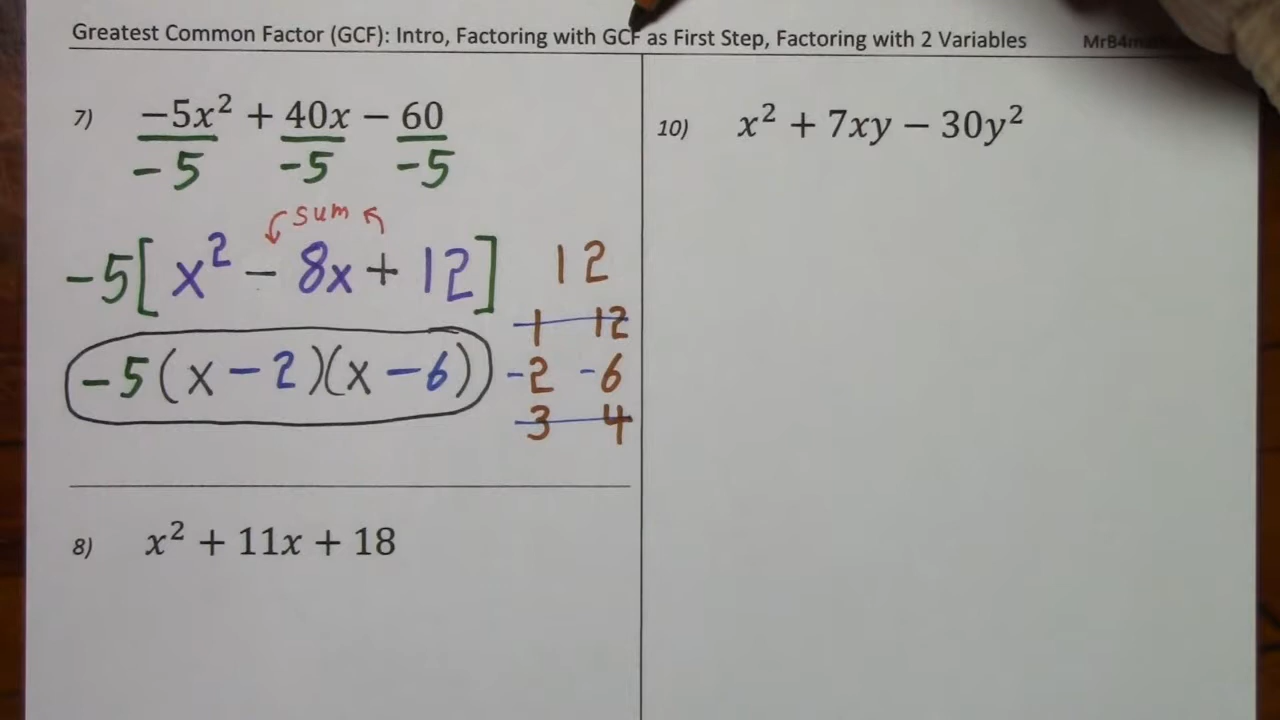 Greatest Common Factor (GCF): Intro, Factoring with GCF as First Step, Factoring with 2 Variables
7) −5x² + 40x − 60
−5 −5 −5
sum
−5[x² − 8x + 12]
−5(x − 2)(x − 6)
12
1 12
−2 −6
3 4
8) x² + 11x + 18
10) x² + 7xy − 30y²